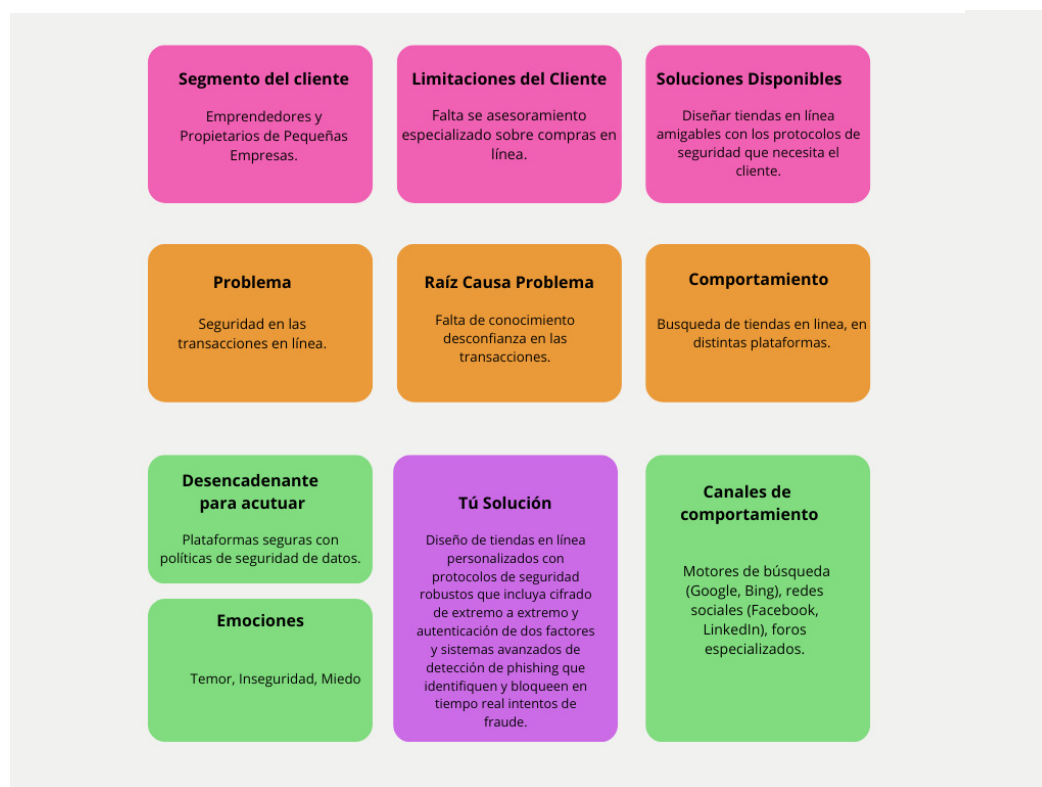 Segmento del cliente
Emprendedores y
Propietarios de Pequeñas
Empresas.
Limitaciones del Cliente
Falta se asesoramiento
especializado sobre compras en
línea.
Soluciones Disponibles
Diseñar tiendas en línea
amigables con los protocolos de
seguridad que necesita el
cliente.
Problema
Seguridad en las
transacciones en línea.
Raíz Causa Problema
Falta de conocimiento
desconfianza en las
transacciones.
Comportamiento
Busqueda de tiendas en linea, en
distintas plataformas.
Desencadenante
para acutuar
Plataformas seguras con
políticas de seguridad de datos.
Emociones
Temor, Inseguridad, Miedo
Tú Solución
Diseño de tiendas en línea
personalizados con
protocolos de seguridad
robustos que incluya cifrado
de extremo a extremo y
autenticación de dos factores
y sistemas avanzados de
detección de phishing que
identifiquen y bloqueen en
tiempo real intentos de
fraude.
Canales de
comportamiento
Motores de búsqueda
(Google, Bing), redes
sociales (Facebook,
LinkedIn), foros
especializados.